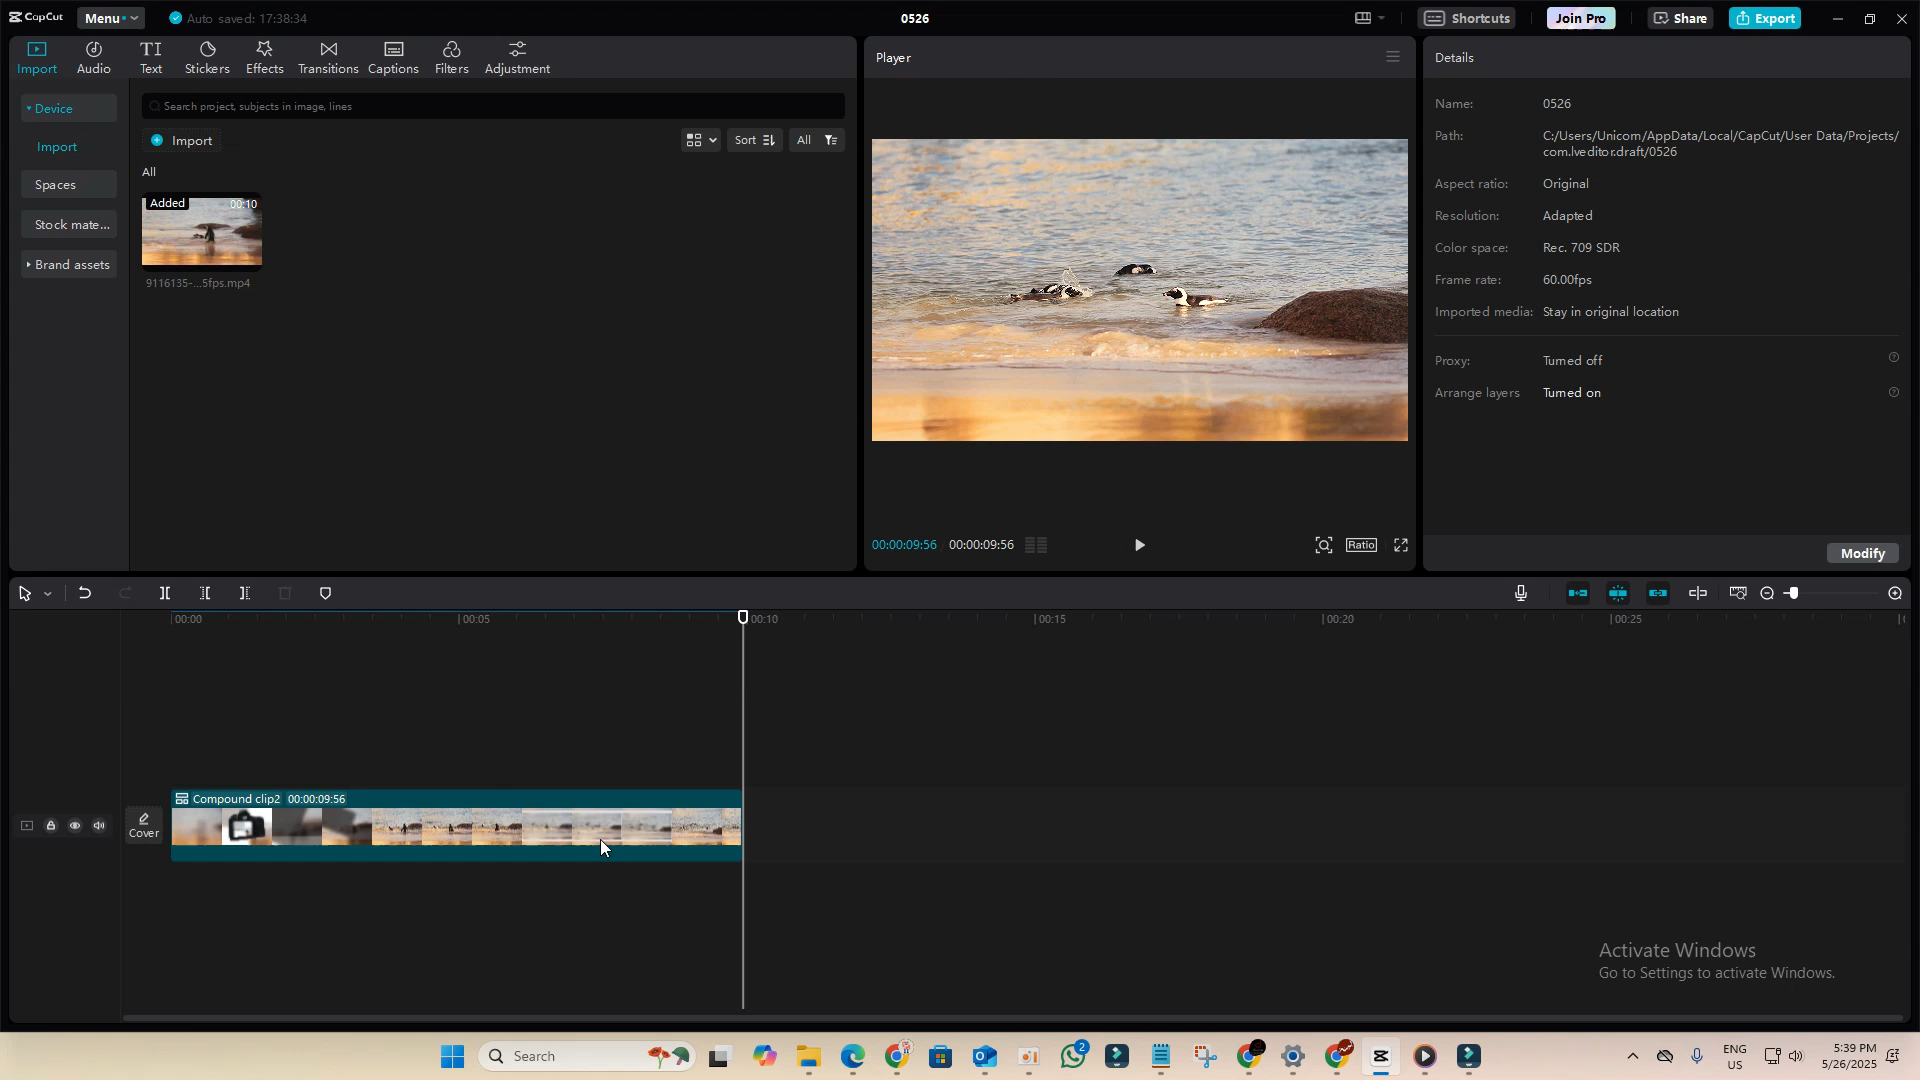 CapCut
Menu
Auto saved: 17:38:34
0526
Shortcuts
Join Pro
Share
Export
Import
Audio
Text
Stickers
Effects
Transitions
Captions
Filters
Adjustment
Device
Import
Spaces
Stock mate...
Brand assets
Search project, subjects in image, lines
Import
Sort
All
All
Added
00:10
9116135-...5fps.mp4
Player
00:00:09:56
00:00:09:56
Ratio
Details
Name: 0526
Path: C:/Users/Unicorn/AppData/Local/CapCut/User Data/Projects/
com.lveditor.draft/0526
Aspect ratio: Original
Resolution: Adapted
Color space: Rec. 709 SDR
Frame rate: 60.00fps
Imported media: Stay in original location
Proxy: Turned off
Arrange layers Turned on
Modify
00:00
00:05
00:10
00:15
00:20
00:25
Cover
Compound clip2 00:00:09:56
Activate Windows
Go to Settings to activate Windows.
Search
2
ENG
US
5:39 PM
5/26/2025